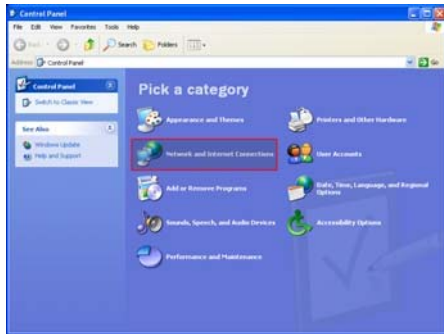 Control Panel
File Edit View Favorites Tools Help
Back Search Folders
Address Control Panel Go
Control Panel
Switch to Classic View
See Also
Windows Update
Help and Support
Pick a category
Appearance and Themes
Printers and Other Hardware
Network and Internet Connections
User Accounts
Add or Remove Programs
Date, Time, Language, and Regional
Options
Sounds, Speech, and Audio Devices
Accessibility Options
Performance and Maintenance